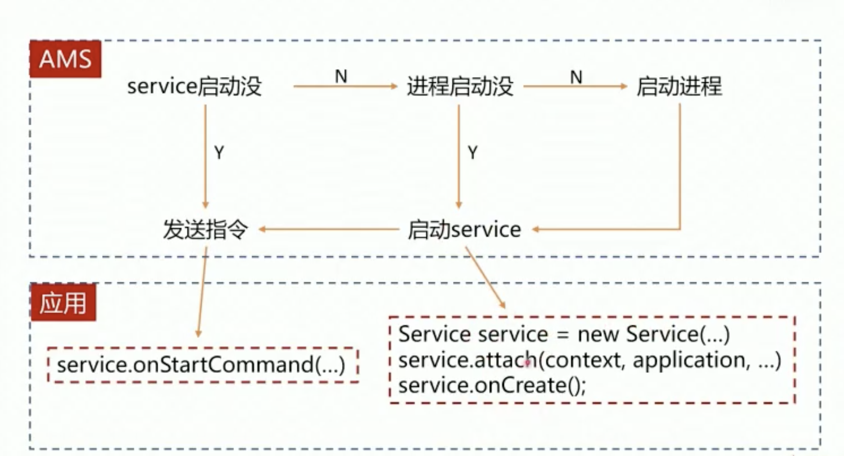 AMS
service启动没
N
进程启动没
N
启动进程
Y
Y
发送指令
启动service
应用
service.onStartCommand(...)
Service service = new Service(...)
service.attach(context, application, ...)
service.onCreate();